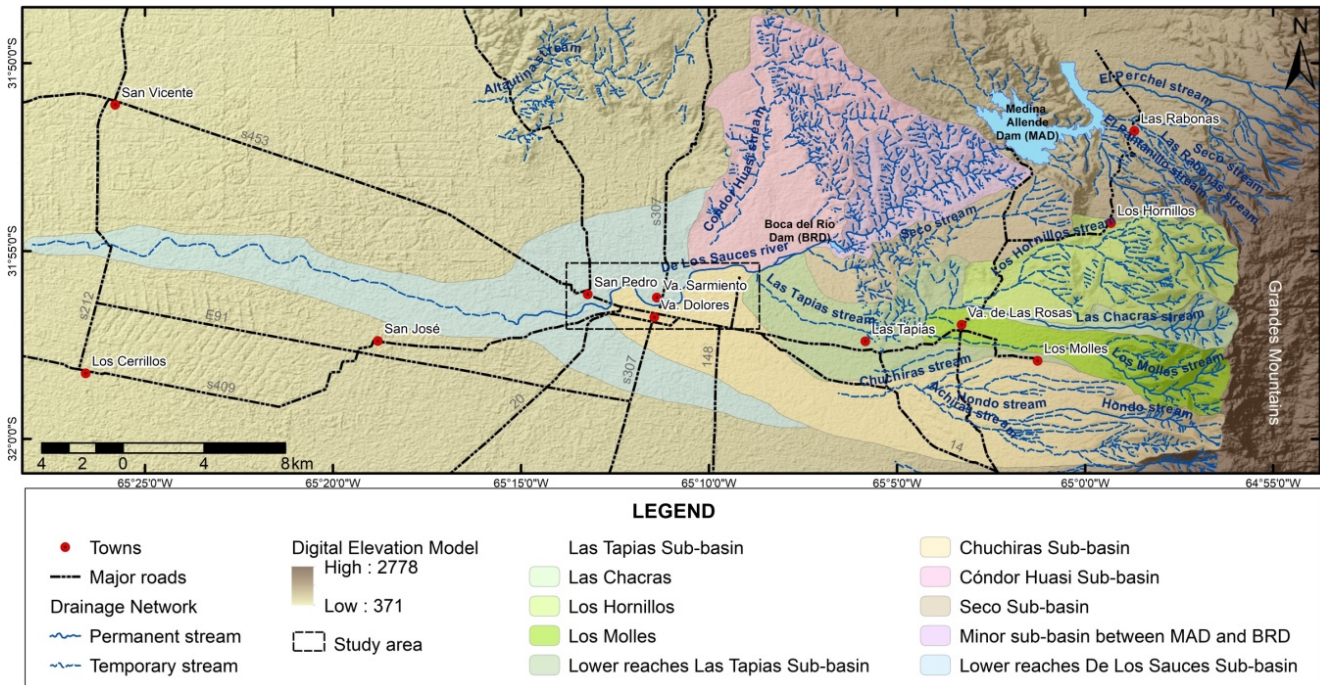 N
31°50'0"S
31°55'0"S
32°0'0"S
San Vicente
Altautina stream
s453
s307
Cóndor Huasi stream
Medina
Allende
Dam (MAD)
El Perchel stream
Las Rabonas
El Pantanillo stream
Las Rabonas stream
Seco stream
Boca del Río
Dam (BRD)
Seco stream
Los Hornillos
Los Hornillos stream
De Los Sauces river
San Pedro
Va. Sarmiento
Va. Dolores
Las Tapias stream
Las Tapias
Va. de Las Rosas
Las Chacras stream
Los Molles
Los Molles stream
Grandes Mountains
s212
E91
San José
Los Cerrillos
s409
20
s307
148
Chuchiras stream
Achiras stream
Hondo stream
Hondo stream
14
4 2 0 4 8 km
65°25'0"W 65°20'0"W 65°15'0"W 65°10'0"W 65°5'0"W 65°0'0"W 64°55'0"W
LEGEND
Towns
Major roads
Drainage Network
Permanent stream
Temporary stream
Digital Elevation Model
High : 2778
Low : 371
Study area
Las Tapias Sub-basin
Las Chacras
Los Hornillos
Los Molles
Lower reaches Las Tapias Sub-basin
Chuchiras Sub-basin
Cóndor Huasi Sub-basin
Seco Sub-basin
Minor sub-basin between MAD and BRD
Lower reaches De Los Sauces Sub-basin